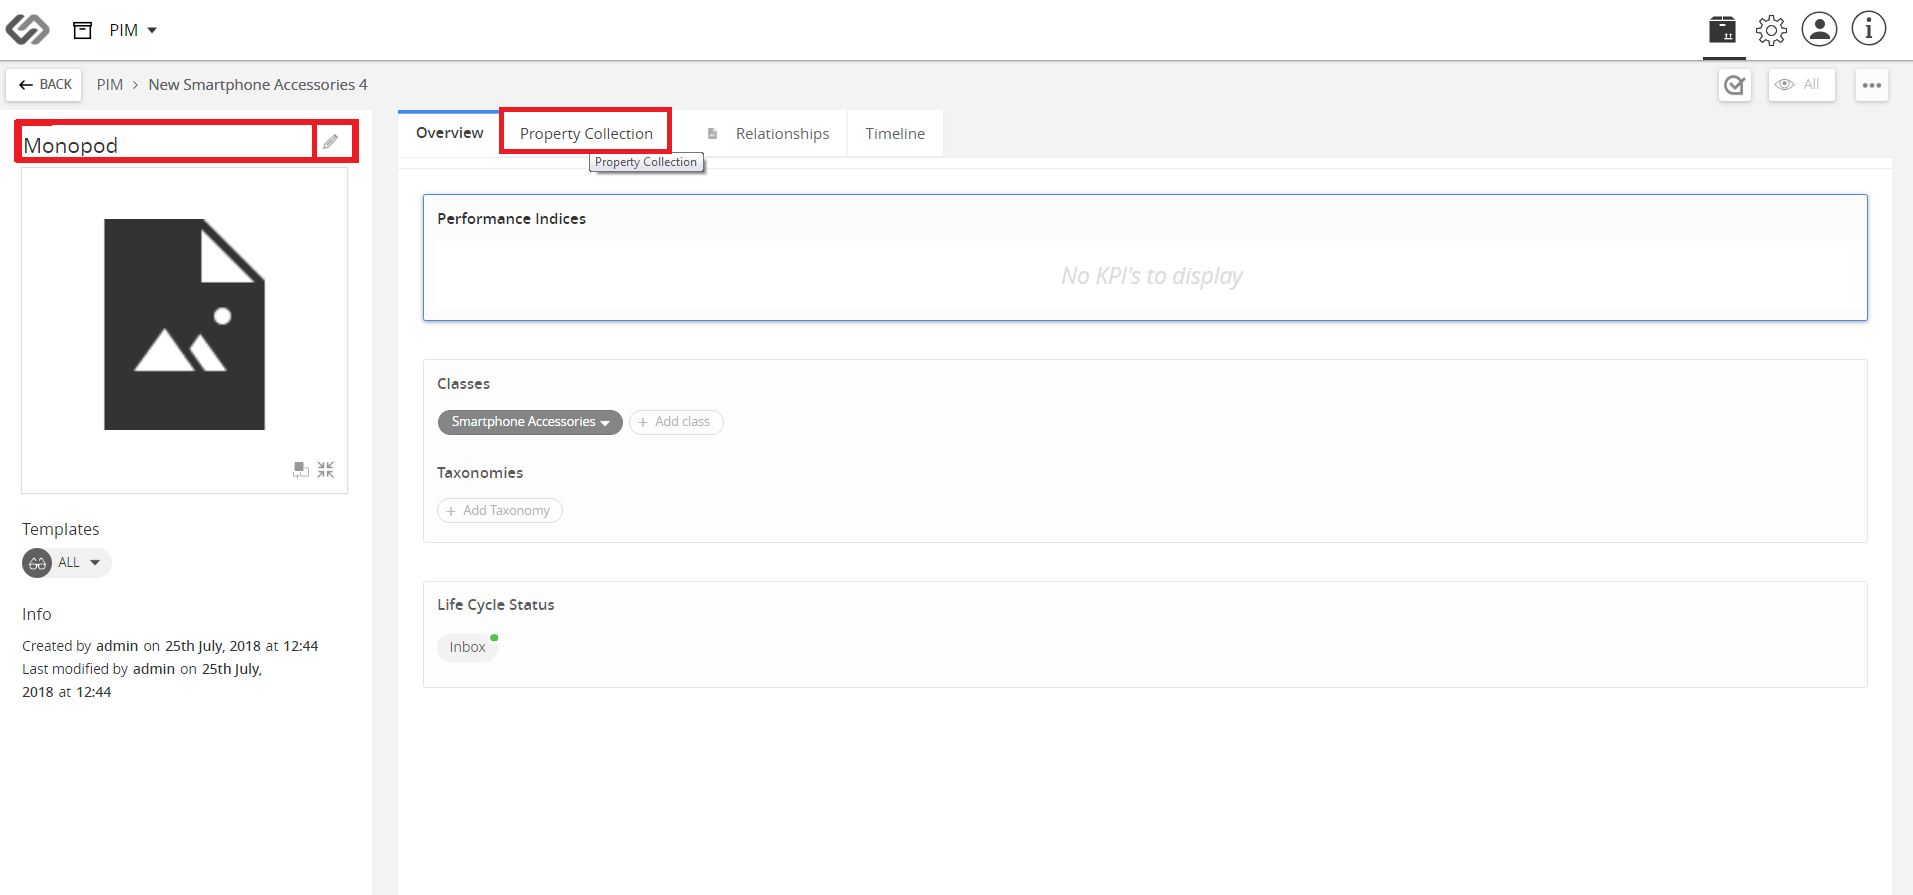 PIM
BACK
PIM > New Smartphone Accessories 4
All
Monopod
Overview
Property Collection
Relationships
Timeline
Property Collection
Performance Indices
No KPI's to display
Classes
Smartphone Accessories
+ Add class
Taxonomies
+ Add Taxonomy
Life Cycle Status
Inbox
Templates
ALL
Info
Created by admin on 25th July, 2018 at 12:44
Last modified by admin on 25th July,
2018 at 12:44